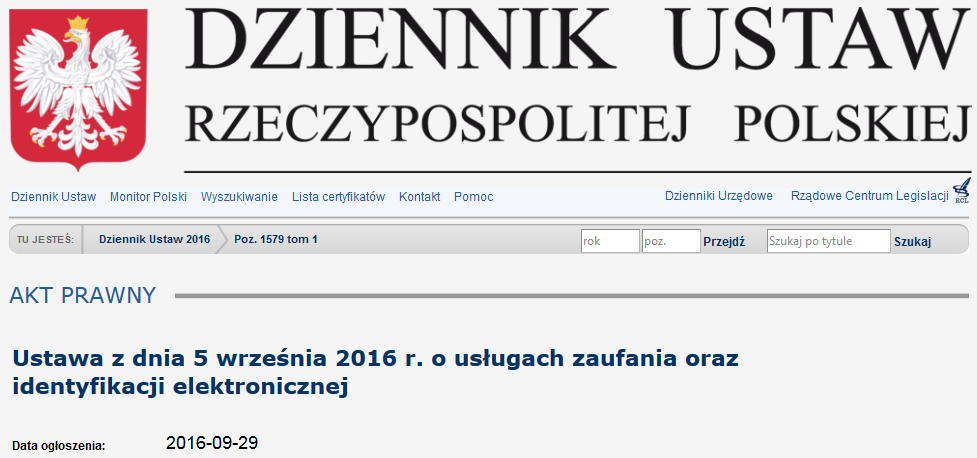 DZIENNIK USTAW
RZECZYPOSPOLITEJ POLSKIEJ
Dziennik Ustaw Monitor Polski Wyszukiwanie Lista certyfikatów Kontakt Pomoc Dzienniki Urzędowe Rządowe Centrum Legislacji RCL
TU JESTEŚ: Dziennik Ustaw 2016 Poz. 1579 tom 1 rok poz. Przejdź Szukaj po tytule Szukaj
AKT PRAWNY
Ustawa z dnia 5 września 2016 r. o usługach zaufania oraz
identyfikacji elektronicznej
Data ogłoszenia: 2016-09-29